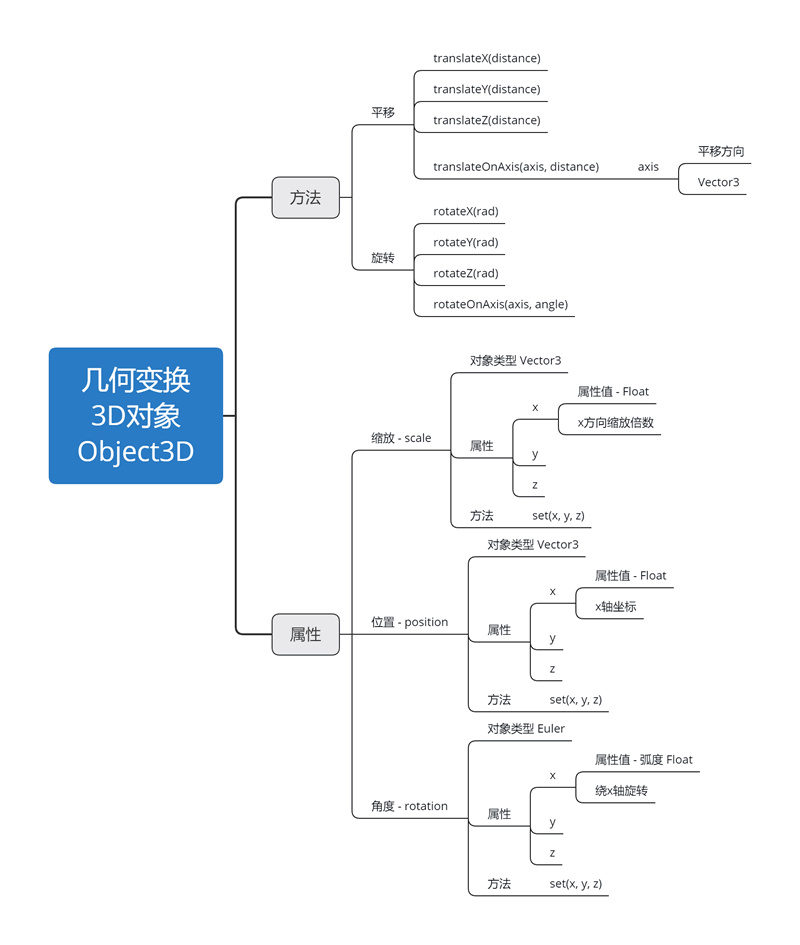 几何变换
3D对象
Object3D
方法
平移
translateX(distance)
translateY(distance)
translateZ(distance)
translateOnAxis(axis, distance)
axis
平移方向
Vector3
旋转
rotateX(rad)
rotateY(rad)
rotateZ(rad)
rotateOnAxis(axis, angle)
属性
缩放 - scale
对象类型 Vector3
属性
x
属性值 - Float
x方向缩放倍数
y
z
方法
set(x, y, z)
位置 - position
对象类型 Vector3
属性
x
属性值 - Float
x轴坐标
y
z
方法
set(x, y, z)
角度 - rotation
对象类型 Euler
属性
x
属性值 - 弧度 Float
绕x轴旋转
y
z
方法
set(x, y, z)